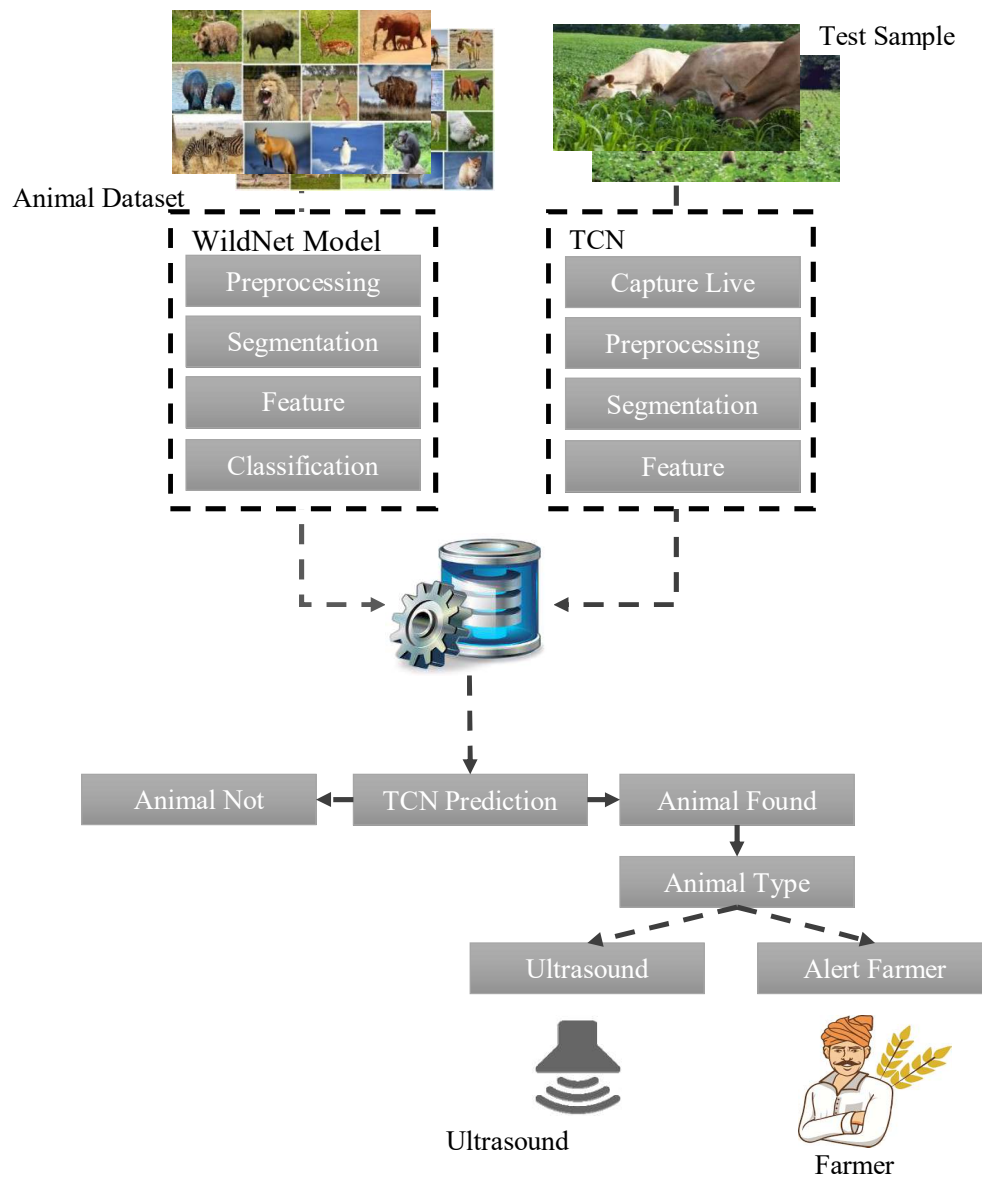 Test Sample
Animal Dataset
WildNet Model
Preprocessing
Segmentation
Feature
Classification
TCN
Capture Live
Preprocessing
Segmentation
Feature
Animal Not
TCN Prediction
Animal Found
Animal Type
Ultrasound
Alert Farmer
Ultrasound
Farmer